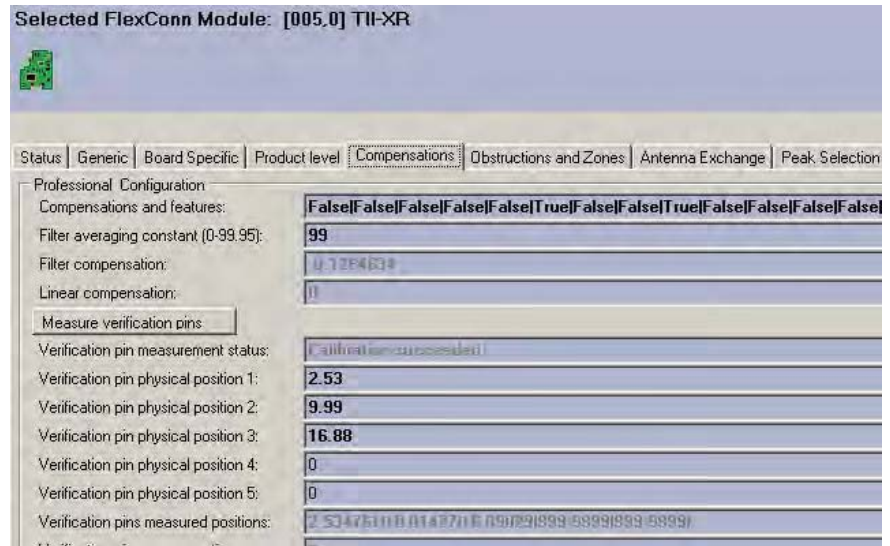 Selected FlexConn Module: [005,0] TII-XR
Status Generic Board Specific Product level Compensations Obstructions and Zones Antenna Exchange Peak Selection
Professional Configuration
Compensations and features: False|False|False|False|False|True|False|False|True|False|False|False|False|
Filter averaging constant (0-99.95): 99
Filter compensation:
Linear compensation: 0
Measure verification pins
Verification pin measurement status: Calibration succeeded!
Verification pin physical position 1: 2.53
Verification pin physical position 2: 9.99
Verification pin physical position 3: 16.88
Verification pin physical position 4: 0
Verification pin physical position 5: 0
Verification pins measured positions: